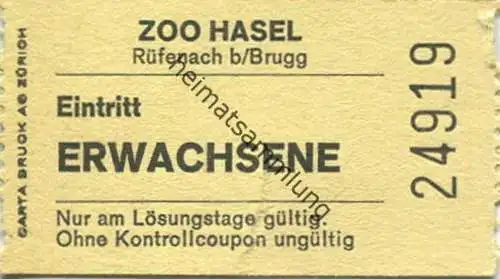 ZOO HASEL
Rüfenach b/Brugg
Eintritt
ERWACHSENE
Nur am Lösungstage gültig.
Ohne Kontrollcoupon ungültig
24919
CARTA DRUCK AG ZÜRICH
heimatsammlung